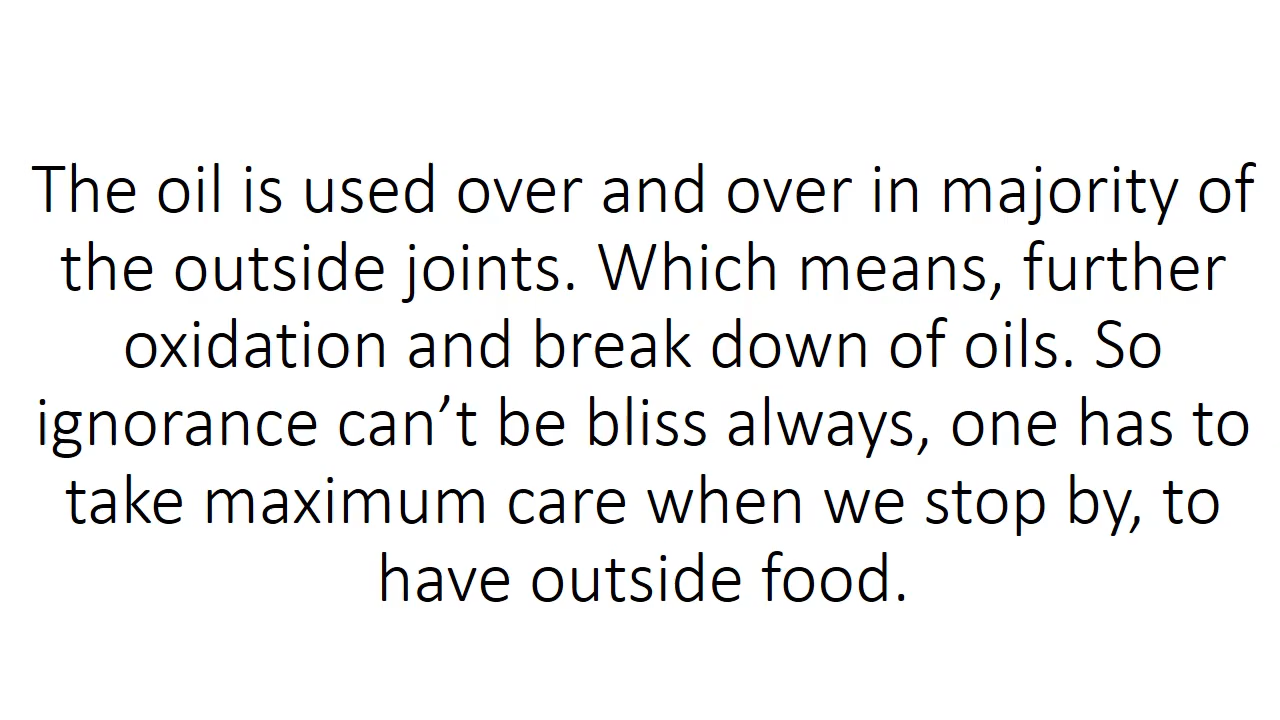 The oil is used over and over in majority of
the outside joints. Which means, further
oxidation and break down of oils. So
ignorance can’t be bliss always, one has to
take maximum care when we stop by, to
have outside food.